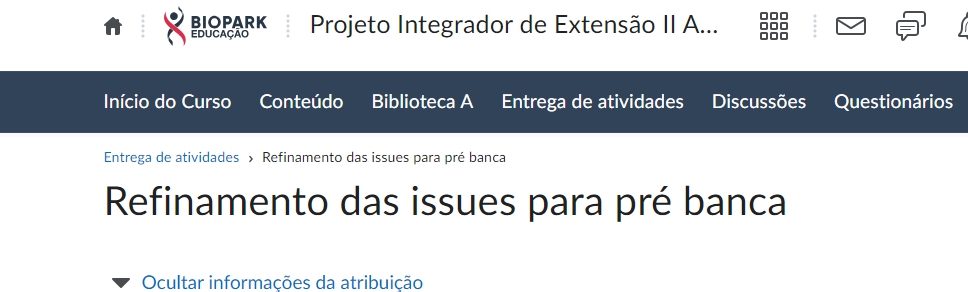 BIOPARK
EDUCAÇÃO
Projeto Integrador de Extensão II A...
Início do Curso Conteúdo Biblioteca A Entrega de atividades Discussões Questionários
Entrega de atividades › Refinamento das issues para pré banca
Refinamento das issues para pré banca
Ocultar informações da atribuição